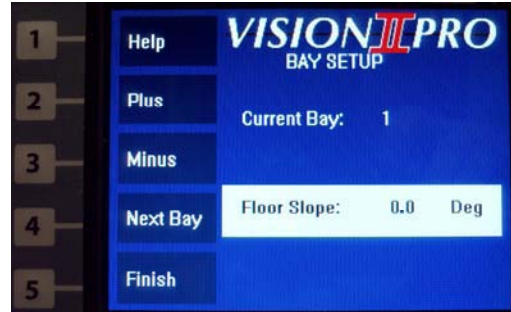 1
Help
2
Plus
3
Minus
4
Next Bay
5
Finish
VISION II PRO
BAY SETUP
Current Bay: 1
Floor Slope: 0.0 Deg